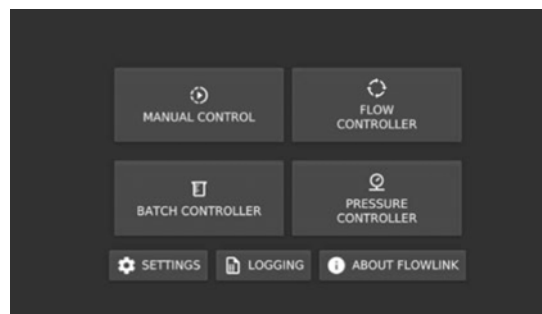 MANUAL CONTROL
FLOW
CONTROLLER
BATCH CONTROLLER
PRESSURE
CONTROLLER
SETTINGS
LOGGING
ABOUT FLOWLINK